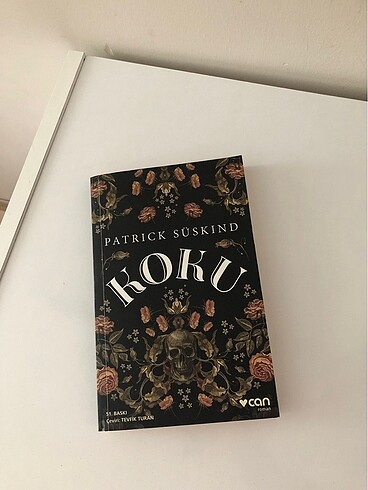 PATRICK SÜSKIND
KOKU
51. BASKI
Çeviri: TEVFİK TURAN
can
roman